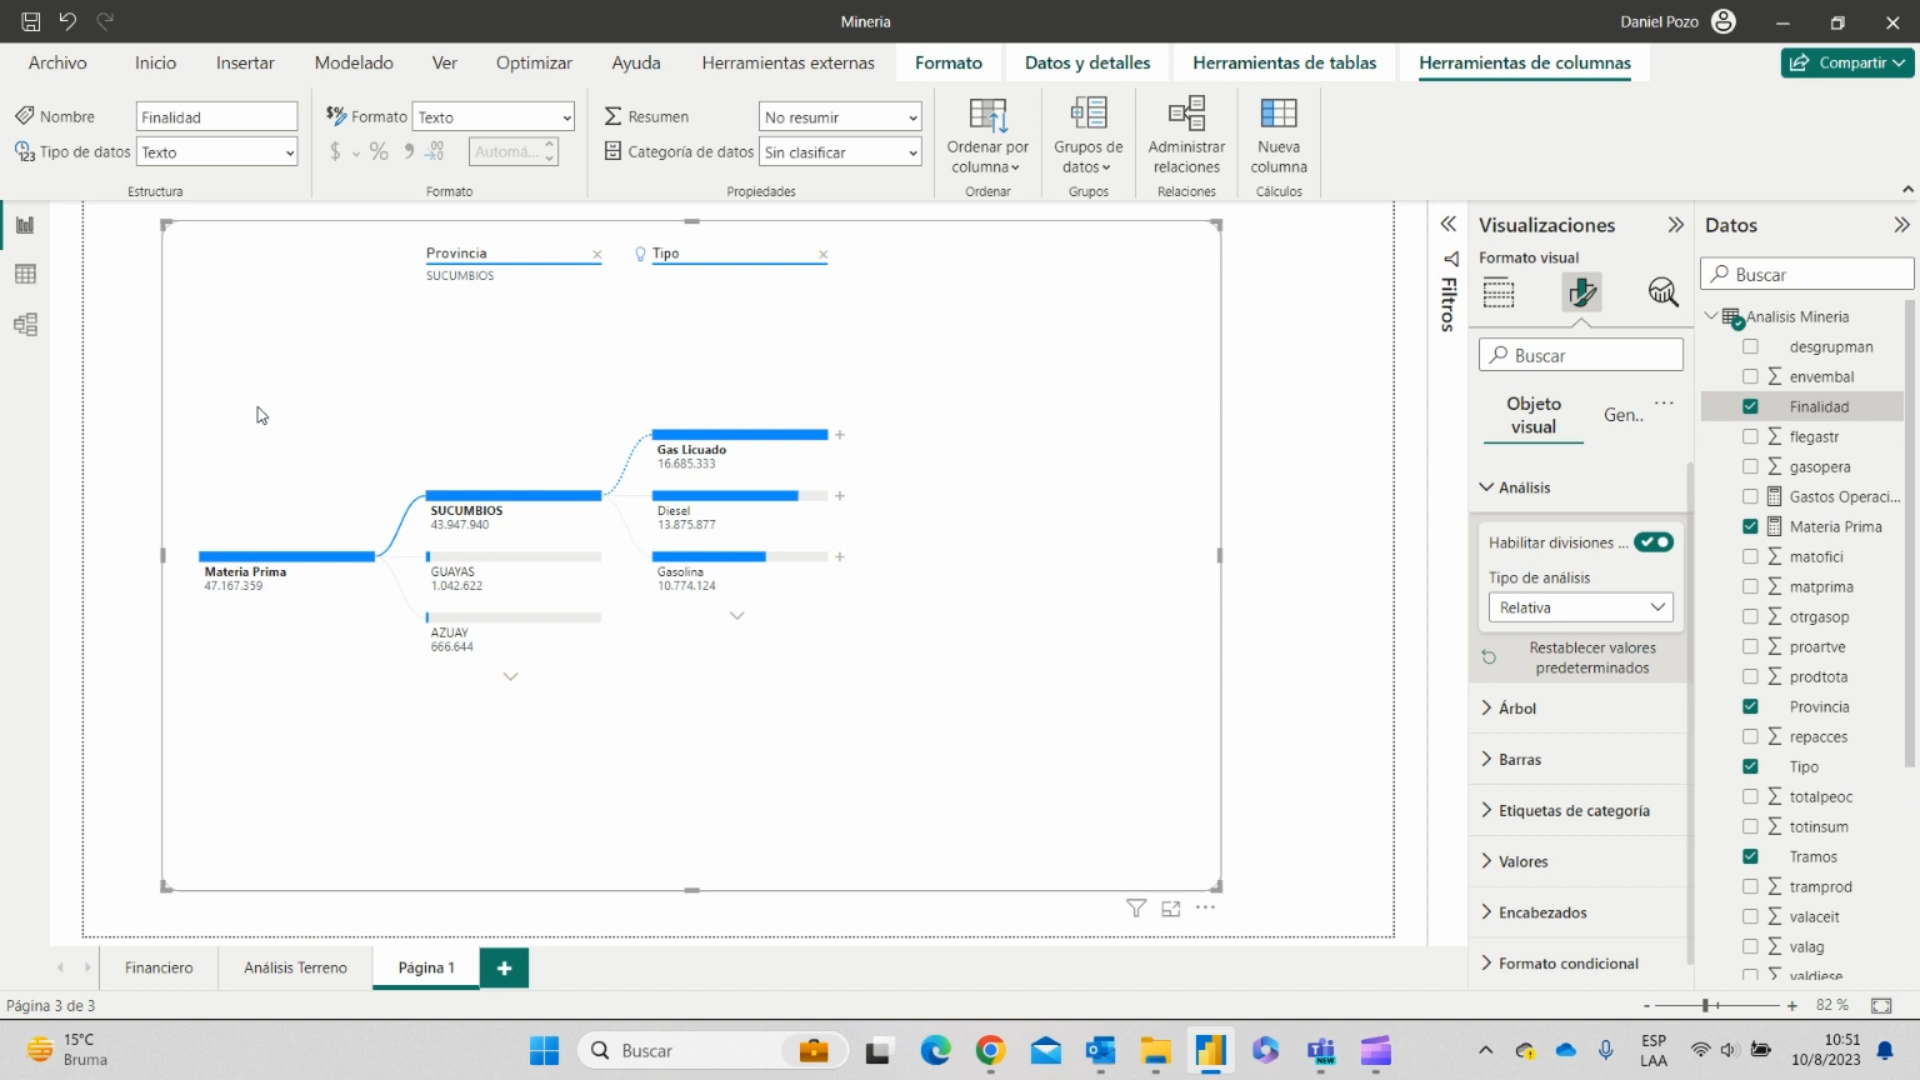 Mineria
Daniel Pozo
Archivo
Inicio
Insertar
Modelado
Ver
Optimizar
Ayuda
Herramientas externas
Formato
Datos y detalles
Herramientas de tablas
Herramientas de columnas
Compartir
Nombre
Finalidad
Tipo de datos
Texto
Estructura
Formato
Texto
$ % 9 .00
Automá...
Formato
Resumen
No resumir
Categoría de datos
Sin clasificar
Propiedades
Ordenar por
columna
Ordenar
Grupos de
datos
Grupos
Administrar
relaciones
Relaciones
Nueva
columna
Cálculos
Provincia
SUCUMBIOS
Tipo
Gas Licuado
16.685.333
SUCUMBIOS
43.947.940
Diesel
13.875.877
Materia Prima
47.167.359
GUAYAS
1.042.622
Gasolina
10.774.124
AZUAY
666.644
Filtros
Visualizaciones
Formato visual
Buscar
Objeto
visual
Gen..
Análisis
Habilitar divisiones ...
Tipo de análisis
Relativa
Restablecer valores
predeterminados
Árbol
Barras
Etiquetas de categoría
Valores
Encabezados
Formato condicional
Datos
Buscar
Analisis Mineria
desgrupman
envembal
Finalidad
flegastr
gasopera
Gastos Operaci...
Materia Prima
matofici
matprima
otrgasop
proartve
prodtota
Provincia
repacces
Tipo
totalpeoc
totinsum
Tramos
tramprod
valaceit
valag
valdiese
Financiero
Análisis Terreno
Página 1
Página 3 de 3
- + 82 %
15°C
Bruma
Buscar
NEW
ESP
LAA
10:51
10/8/2023